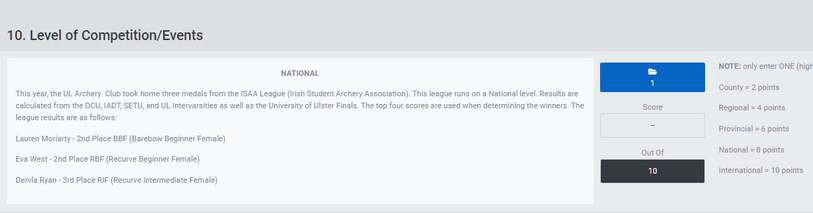 10. Level of Competition/Events
NATIONAL
This year, the UL Archery Club took home three medals from the ISAA League (Irish Student Archery Association). This league runs on a National level. Results are
calculated from the DCU, IADT, SETU, and UL Intervarsities as well as the University of Ulster Finals. The top four scores are used when determining the winners. The
league results are as follows:
Lauren Moriarty - 2nd Place BBF (Barebow Beginner Female)
Eva West - 2nd Place RBF (Recurve Beginner Female)
Dervla Ryan - 3rd Place RIF (Recurve Intermediate Female)
1
Score
--
Out Of
10
NOTE: only enter ONE (high
County = 2 points
Regional = 4 points
Provincial = 6 points
National = 8 points
International = 10 points